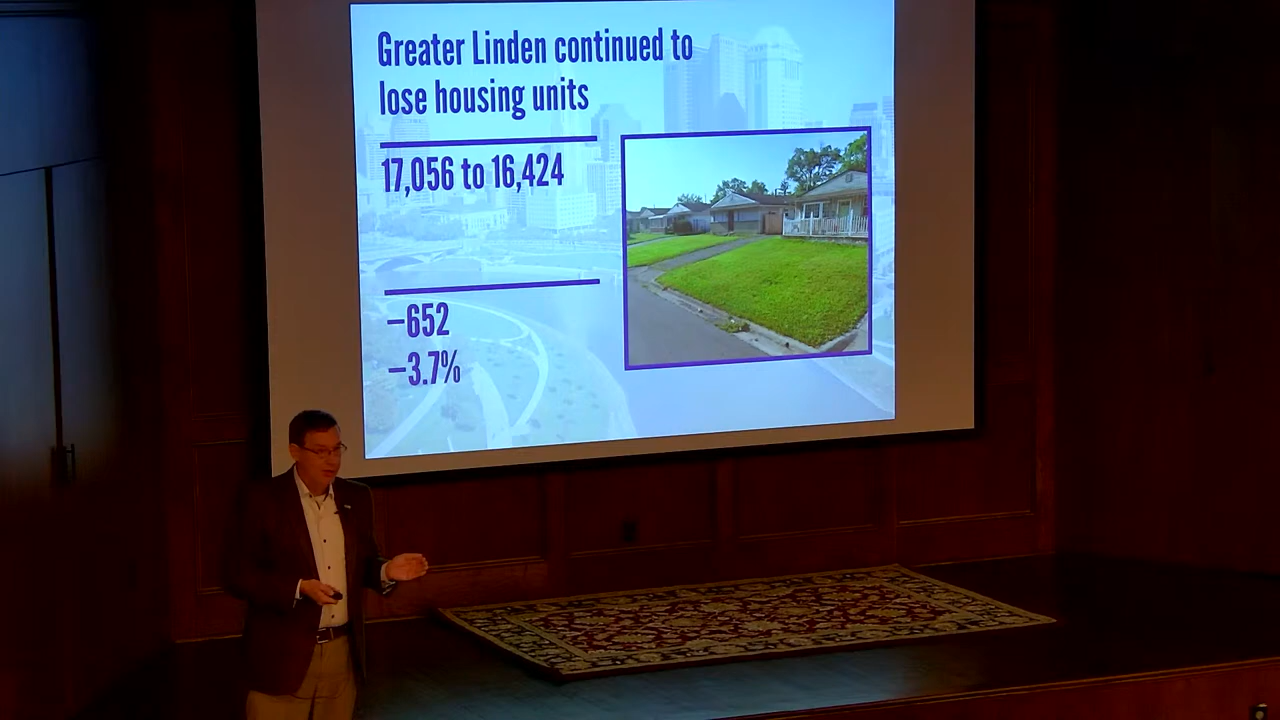 Greater Linden continued to
lose housing units
17,056 to 16,424
–652
–3.7%